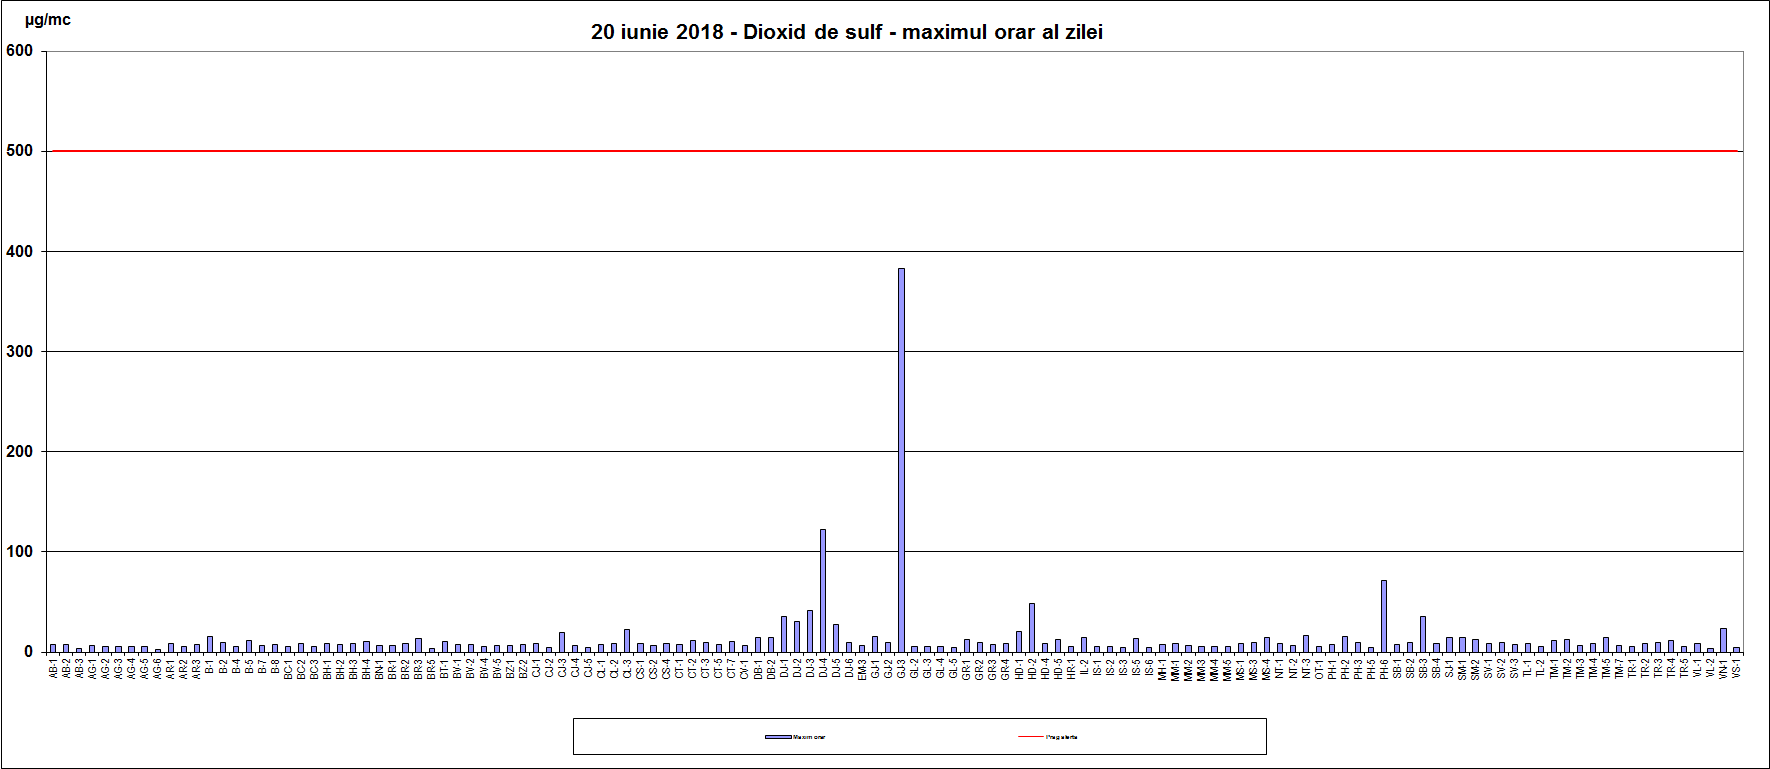 µg/mc
20 iunie 2018 - Dioxid de sulf - maximul orar al zilei
600
500
400
300
200
100
0
AB-1 AB-2 AB-3 AG-1 AG-2 AG-3 AG-4 AG-5 AG-6 AR-1 AR-2 AR-3 B-1 B-2 B-4 B-5 B-7 B-8 BC-1 BC-2 BC-3 BH-1 BH-2 BH-3 BH-4 BN-1 BR-1 BR-2 BR-3 BR-5 BT-1 BV-1 BV-2 BV-4 BV-5 BZ-1 BZ-2 CJ-1 CJ-2 CJ-3 CJ-4 CJ-5 CL-1 CL-2 CL-3 CS-1 CS-2 CS-4 CT-1 CT-2 CT-3 CT-5 CT-7 CV-1 DB-1 DB-2 DJ-1 DJ-2 DJ-3 DJ-4 DJ-5 DJ-6 EM-3 GJ-1 GJ-2 GJ-3 GL-2 GL-3 GL-4 GL-5 GR-1 GR-2 GR-3 GR-4 HD-1 HD-2 HD-4 HD-5 HR-1 IL-2 IS-1 IS-2 IS-3 IS-5 IS-6 MH-1 MM-1 MM-2 MM-3 MM-4 MM-5 MS-1 MS-3 MS-4 NT-1 NT-2 NT-3 OT-1 PH-1 PH-2 PH-3 PH-5 PH-6 SB-1 SB-2 SB-3 SB-4 SJ-1 SM-1 SM-2 SV-1 SV-2 SV-3 TL-1 TL-2 TM-1 TM-2 TM-3 TM-4 TM-5 TM-7 TR-1 TR-2 TR-3 TR-4 TR-5 VL-1 VL-2 VN-1 VS-1
Maxim orar
Prag alerta